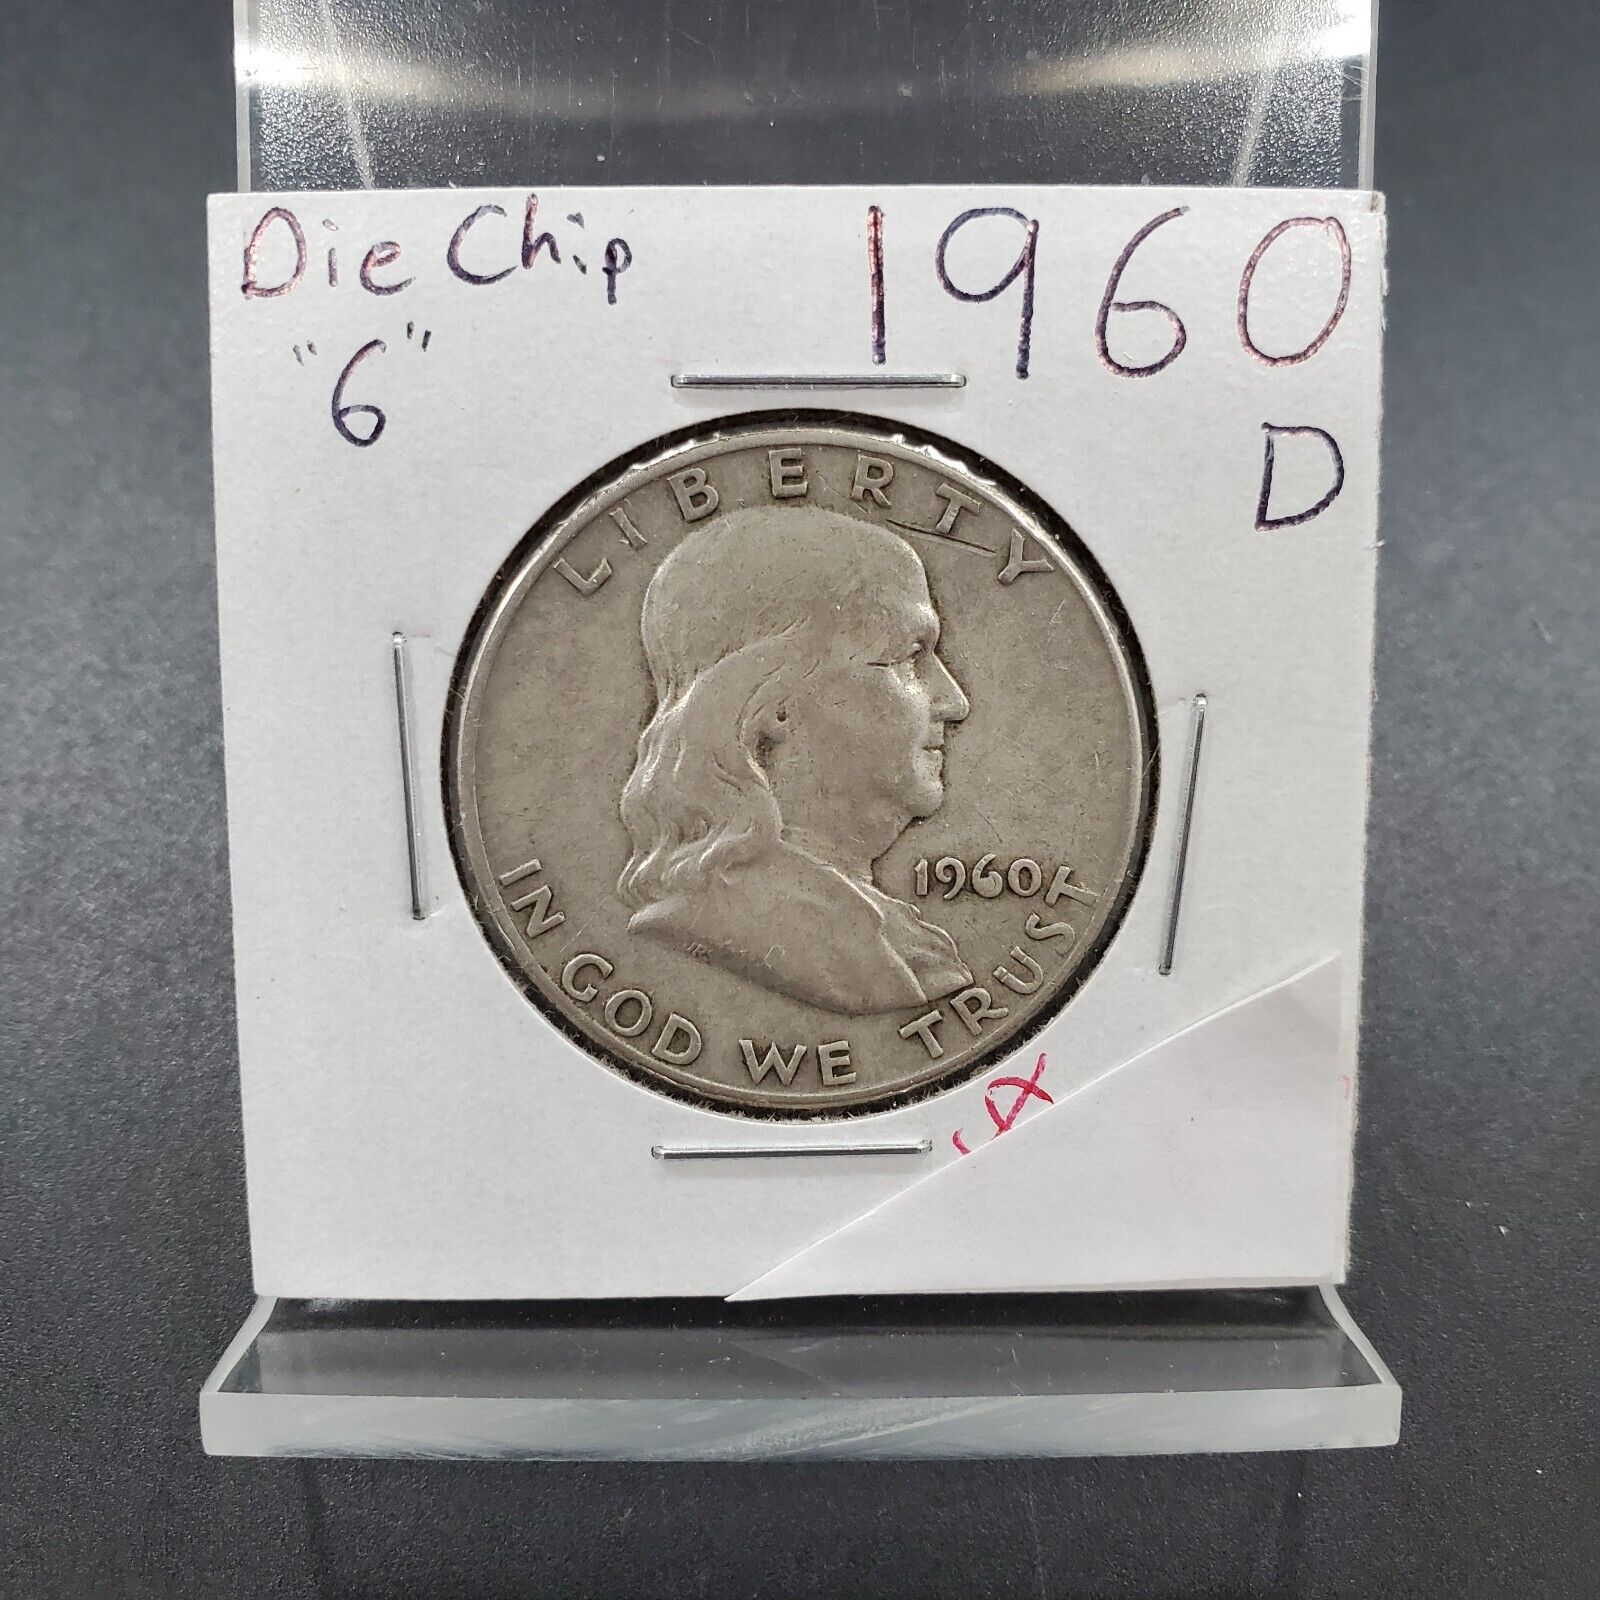 Die Chip 1960
"6" D
LIBERTY
1960
IN GOD WE TRUST